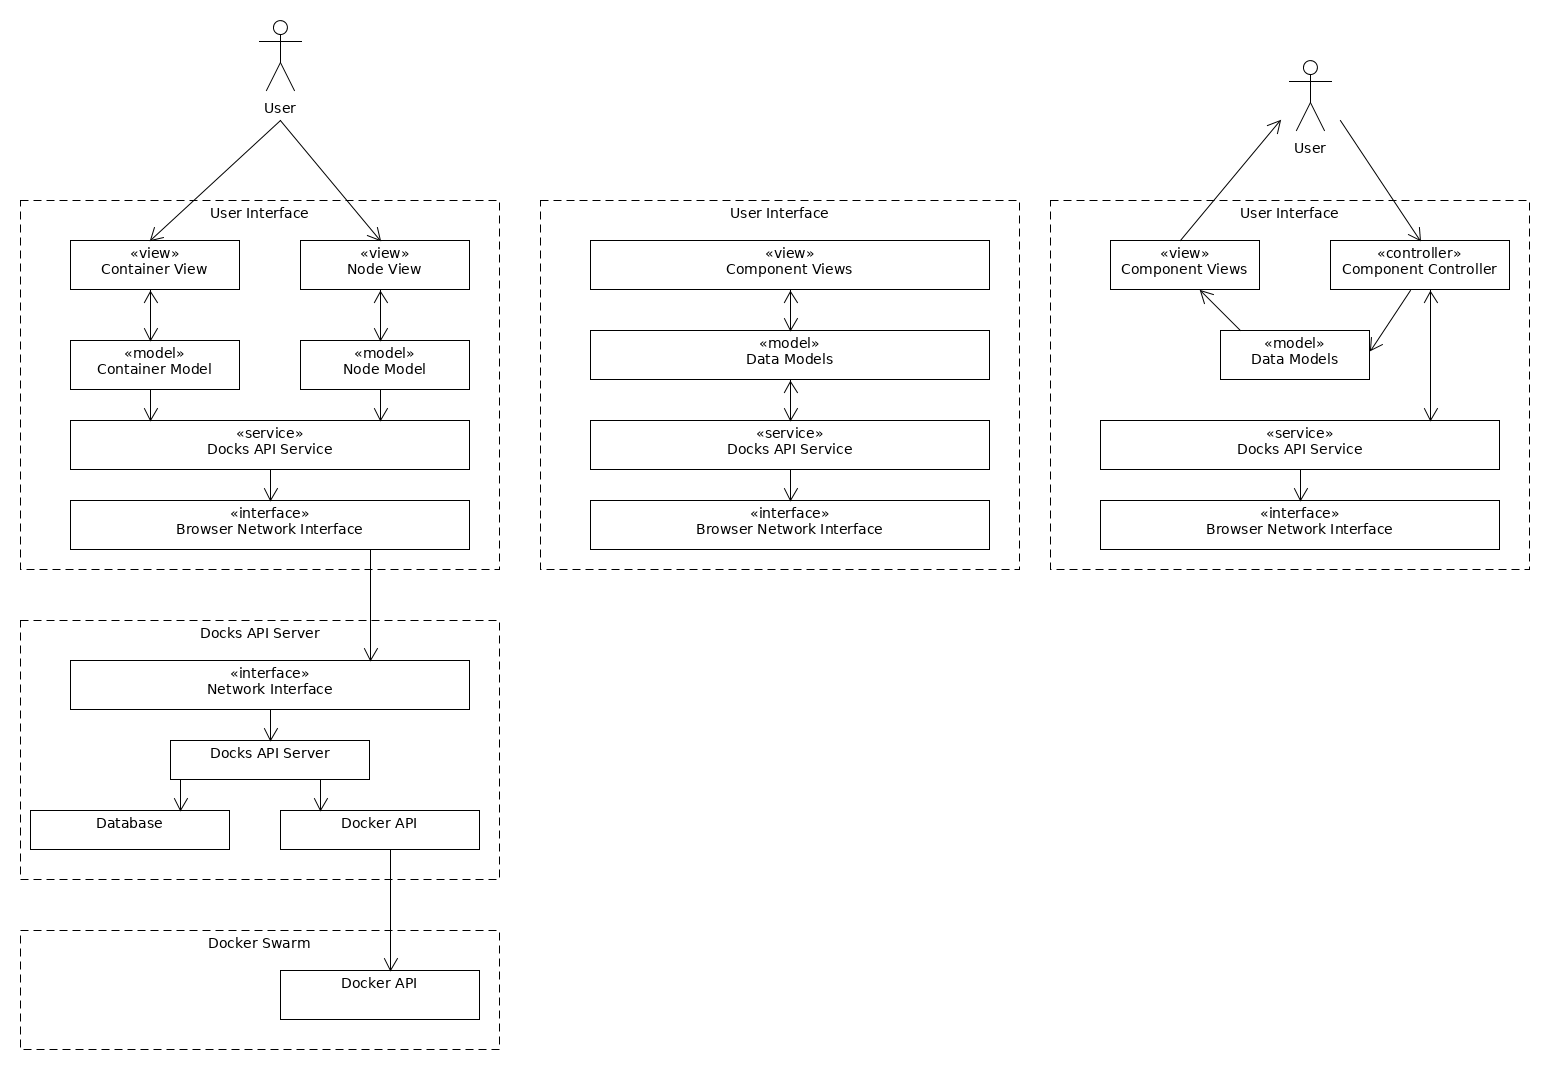 User
User Interface
«view»
Container View
«view»
Node View
«model»
Container Model
«model»
Node Model
«service»
Docks API Service
«interface»
Browser Network Interface
Docks API Server
«interface»
Network Interface
Docks API Server
Database
Docker API
Docker Swarm
Docker API
User Interface
«view»
Component Views
«model»
Data Models
«service»
Docks API Service
«interface»
Browser Network Interface
User
User Interface
«view»
Component Views
«controller»
Component Controller
«model»
Data Models
«service»
Docks API Service
«interface»
Browser Network Interface